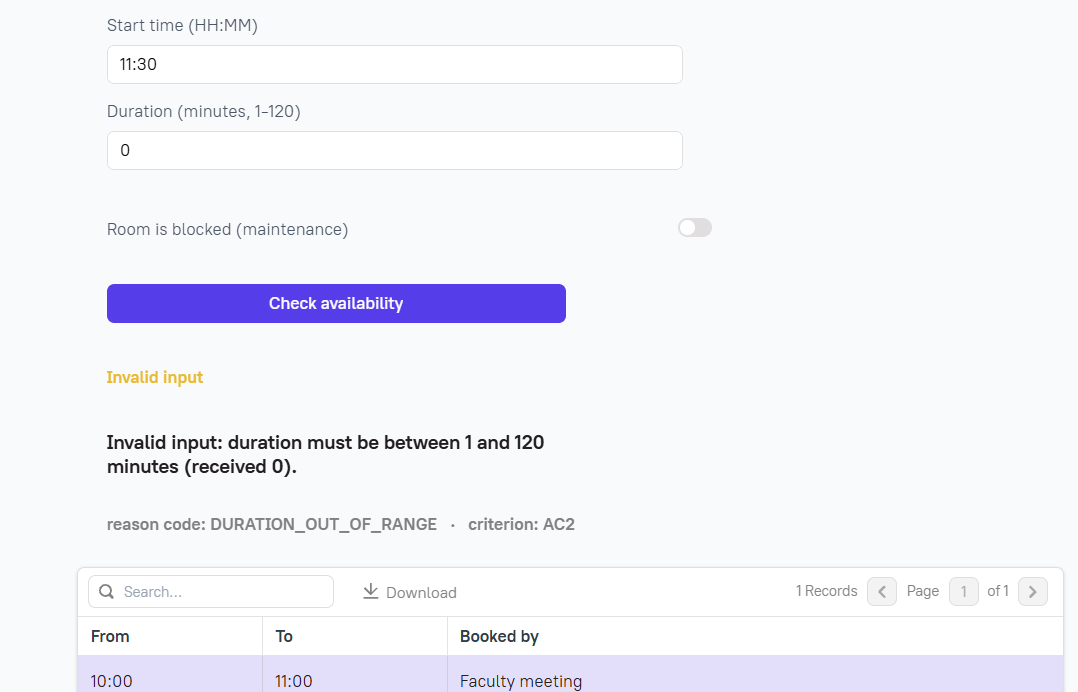 Start time (HH:MM)
11:30
Duration (minutes, 1-120)
0
Room is blocked (maintenance)
Check availability
Invalid input
Invalid input: duration must be between 1 and 120
minutes (received 0).
reason code: DURATION_OUT_OF_RANGE · criterion: AC2
Search... Download 1 Records Page 1 of 1
From To Booked by
10:00 11:00 Faculty meeting